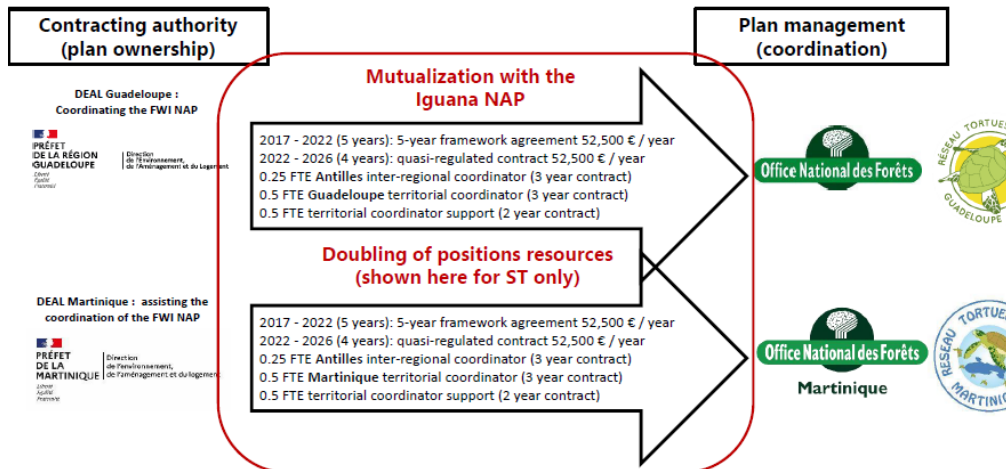 Contracting authority
(plan ownership)
Plan management
(coordination)
Mutualization with the
Iguana NAP
DEAL Guadeloupe :
Coordinating the FWI NAP
PRÉFET
DE LA RÉGION
GUADELOUPE
Liberté
Égalité
Fraternité
Direction
de l'Environnement,
de l'Aménagement et du Logement
2017 - 2022 (5 years): 5-year framework agreement 52,500 € / year
2022 - 2026 (4 years): quasi-regulated contract 52,500 € / year
0.25 FTE Antilles inter-regional coordinator (3 year contract)
0.5 FTE Guadeloupe territorial coordinator (3 year contract)
0.5 FTE territorial coordinator support (2 year contract)
Office National des Forêts
RÉSEAU TORTUES
GUADELOUPE
Doubling of positions resources
(shown here for ST only)
DEAL Martinique : assisting the
coordination of the FWI NAP
PRÉFET
DE LA
MARTINIQUE
Liberté
Égalité
Fraternité
Direction
de l'environnement,
de l'aménagement et du logement
2017 - 2022 (5 years): 5-year framework agreement 52,500 € / year
2022 - 2026 (4 years): quasi-regulated contract 52,500 € / year
0.25 FTE Antilles inter-regional coordinator (3 year contract)
0.5 FTE Martinique territorial coordinator (3 year contract)
0.5 FTE territorial coordinator support (2 year contract)
Office National des Forêts
Martinique
RESEAU TORTUES